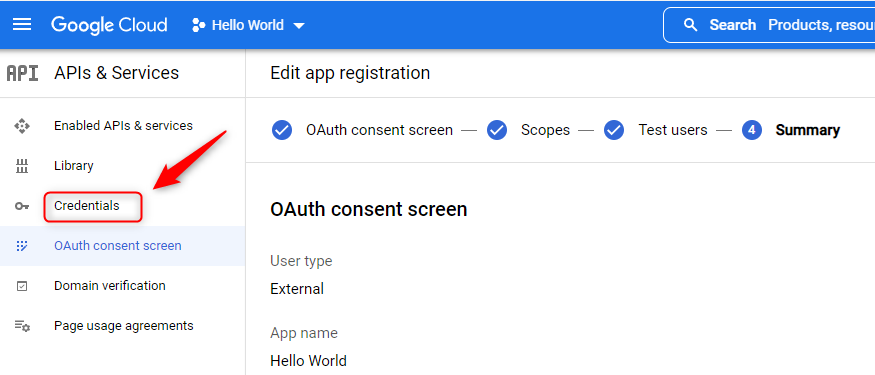 Google Cloud
Hello World
Search Products, resou
API APIs & Services
Edit app registration
Enabled APIs & services
Library
Credentials
OAuth consent screen
Domain verification
Page usage agreements
OAuth consent screen — Scopes — Test users — 4 Summary
OAuth consent screen
User type
External
App name
Hello World